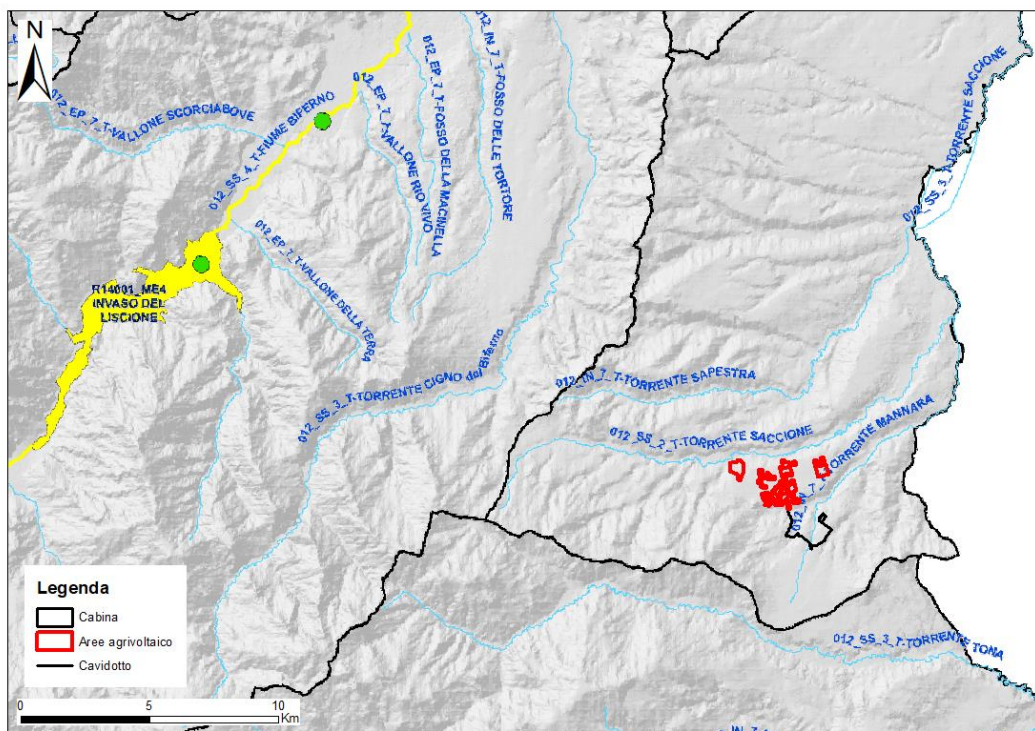 N
012_EP_7_T-VALLONE SCORCIABOVE
012_SS_4_T-FIUME BIFERNO
012_EP_7_T-VALLONE RIO VIVO
012_EP_7_T-FOSSO DELLA MACINELLA
012_IN_7_T-FOSSO DELLE TORTORE
012_SS_3_T-TORRENTE SACCIONE
R14001_ME4
INVASO DEL
LISCIONE
012_EP_7_T-VALLONE DELLA TERRA
012_SS_3_T-TORRENTE CIGNO del Biferno
012_IN_7_T-TORRENTE SAPESTRA
012_SS_2_T-TORRENTE SACCIONE
012_IN_7_T-TORRENTE MANNARA
012_SS_3_T-TORRENTE TONA
Legenda
Cabina
Aree agrivoltaico
Cavidotto
0 5 10
Km